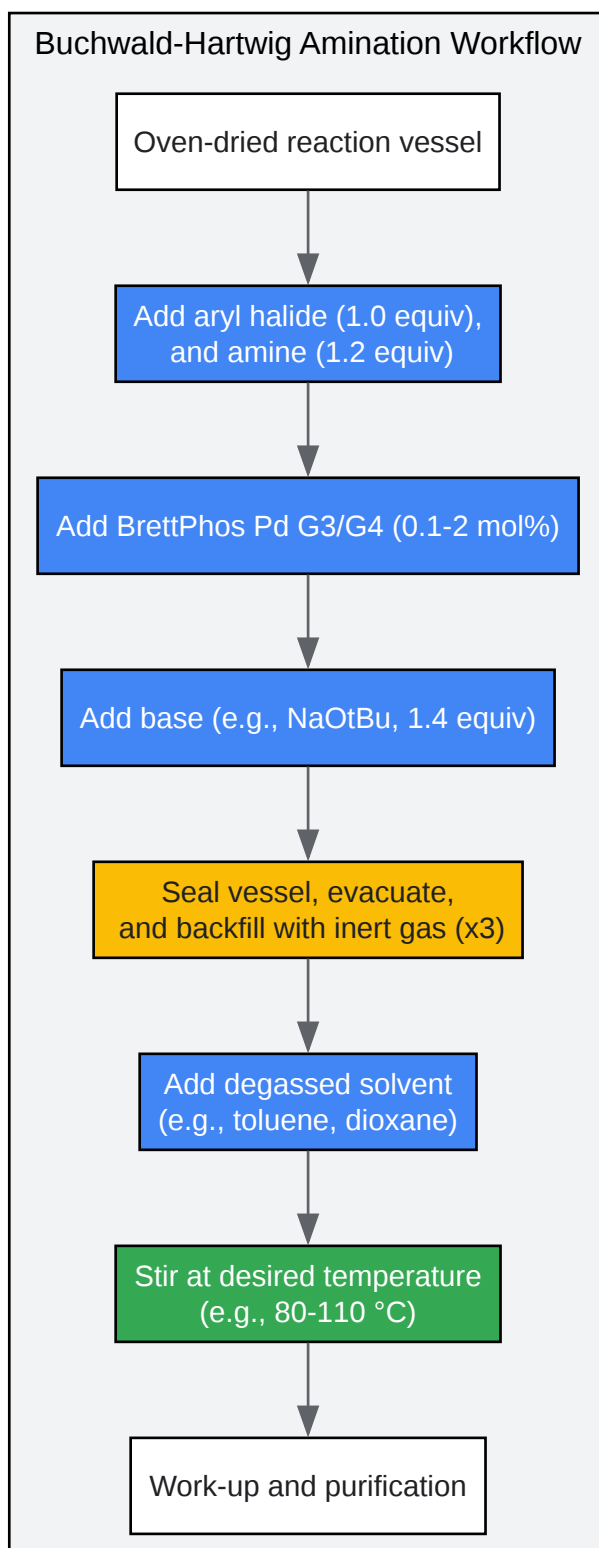 Buchwald-Hartwig Amination Workflow
Oven-dried reaction vessel
Add aryl halide (1.0 equiv),
and amine (1.2 equiv)
Add BrettPhos Pd G3/G4 (0.1-2 mol%)
Add base (e.g., NaOtBu, 1.4 equiv)
Seal vessel, evacuate,
and backfill with inert gas (x3)
Add degassed solvent
(e.g., toluene, dioxane)
Stir at desired temperature
(e.g., 80-110 °C)
Work-up and purification